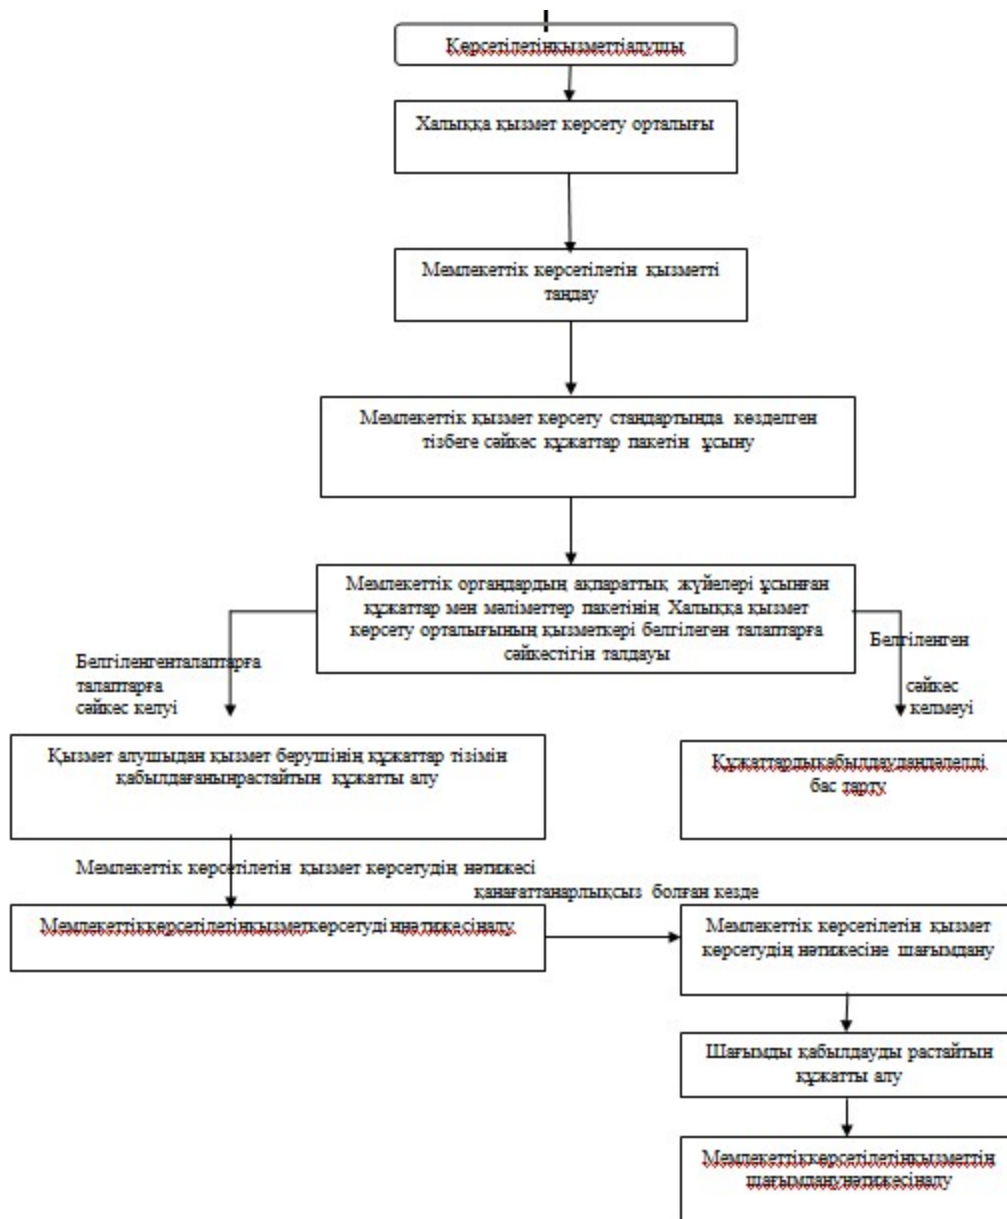 Көрсетілетінқызметтіалушы
Халыққа қызмет көрсету орталығы
Мемлекеттік көрсетілетін қызметті
таңдау
Мемлекеттік қызмет көрсету стандартында көзделген
тізбеге сәйкес құжаттар пакетін ұсыну
Мемлекеттік органдардың ақпараттық жүйелері ұсынған
құжаттар мен мәліметтер пакетінің Халыққа қызмет
көрсету орталығының қызметкері белгілеген талаптарға
сәйкестігін талдауы
Белгіленгенталаптарға
талаптарға
сәйкес келуі
Белгіленген
сәйкес
келмеуі
Қызмет алушыдан қызмет берушінің құжаттар тізімін
қабылдағанынрастайтын құжатты алу
Құжаттардықабылдауданделелді
бас тарту
Мемлекеттік көрсетілетін қызмет көрсетудің нәтижесі
қанағаттанарлықсыз болған кезде
Мемлекеттіккөрсетілетінқызметкөрсетудіңнәтижесіналу
Мемлекеттік көрсетілетін қызмет
көрсетудің нәтижесіне шағымдану
Шағымды қабылдауды растайтын
құжатты алу
Мемлекеттіккөрсетілетінқызметтің
шағымданунәтижесіналу